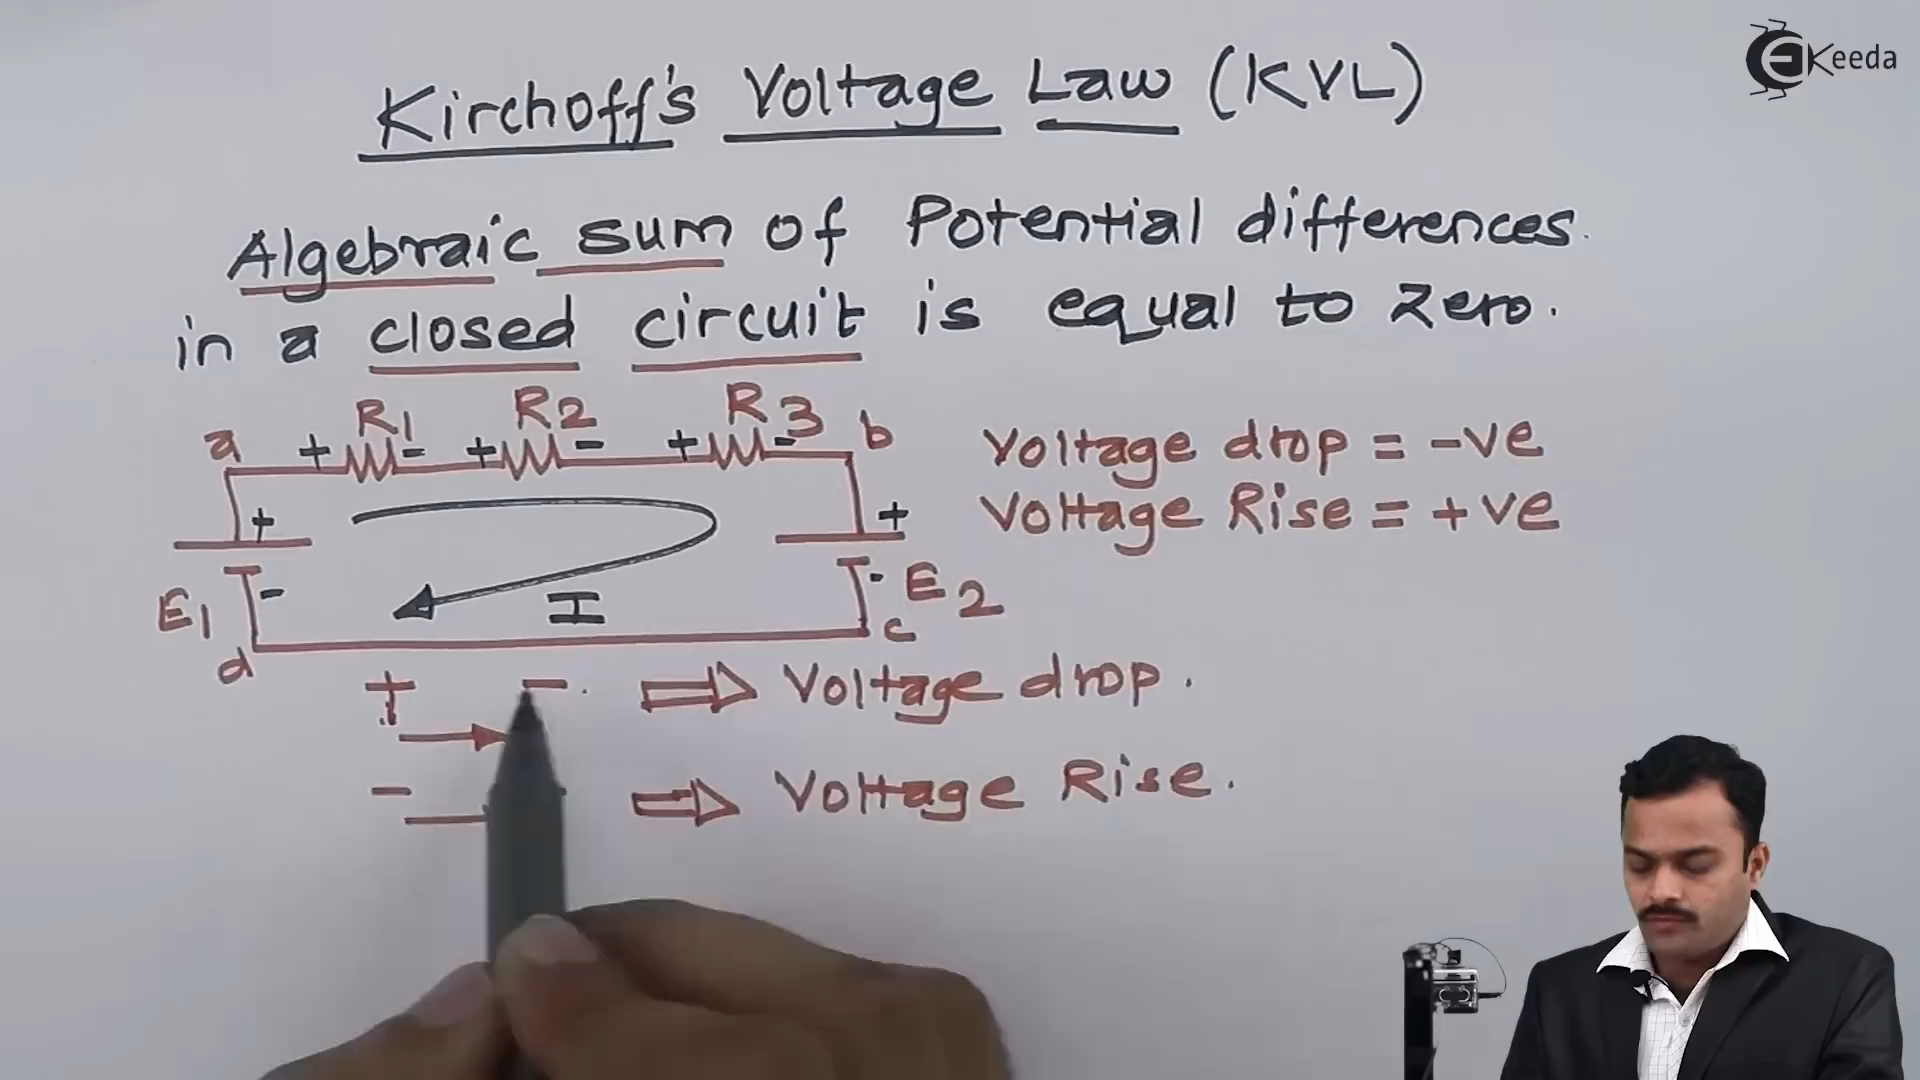 Keeda
Kirchoff's Voltage Law (KVL)
Algebraic sum of Potential differences.
in a closed circuit is equal to zero.
R1 R2 R3
a + - + - + - b
Voltage drop = -ve
Voltage Rise = +ve
+ +
E1 - I - E2
d c
+ - . ⇒ Voltage drop.
- ⇒ Voltage Rise.